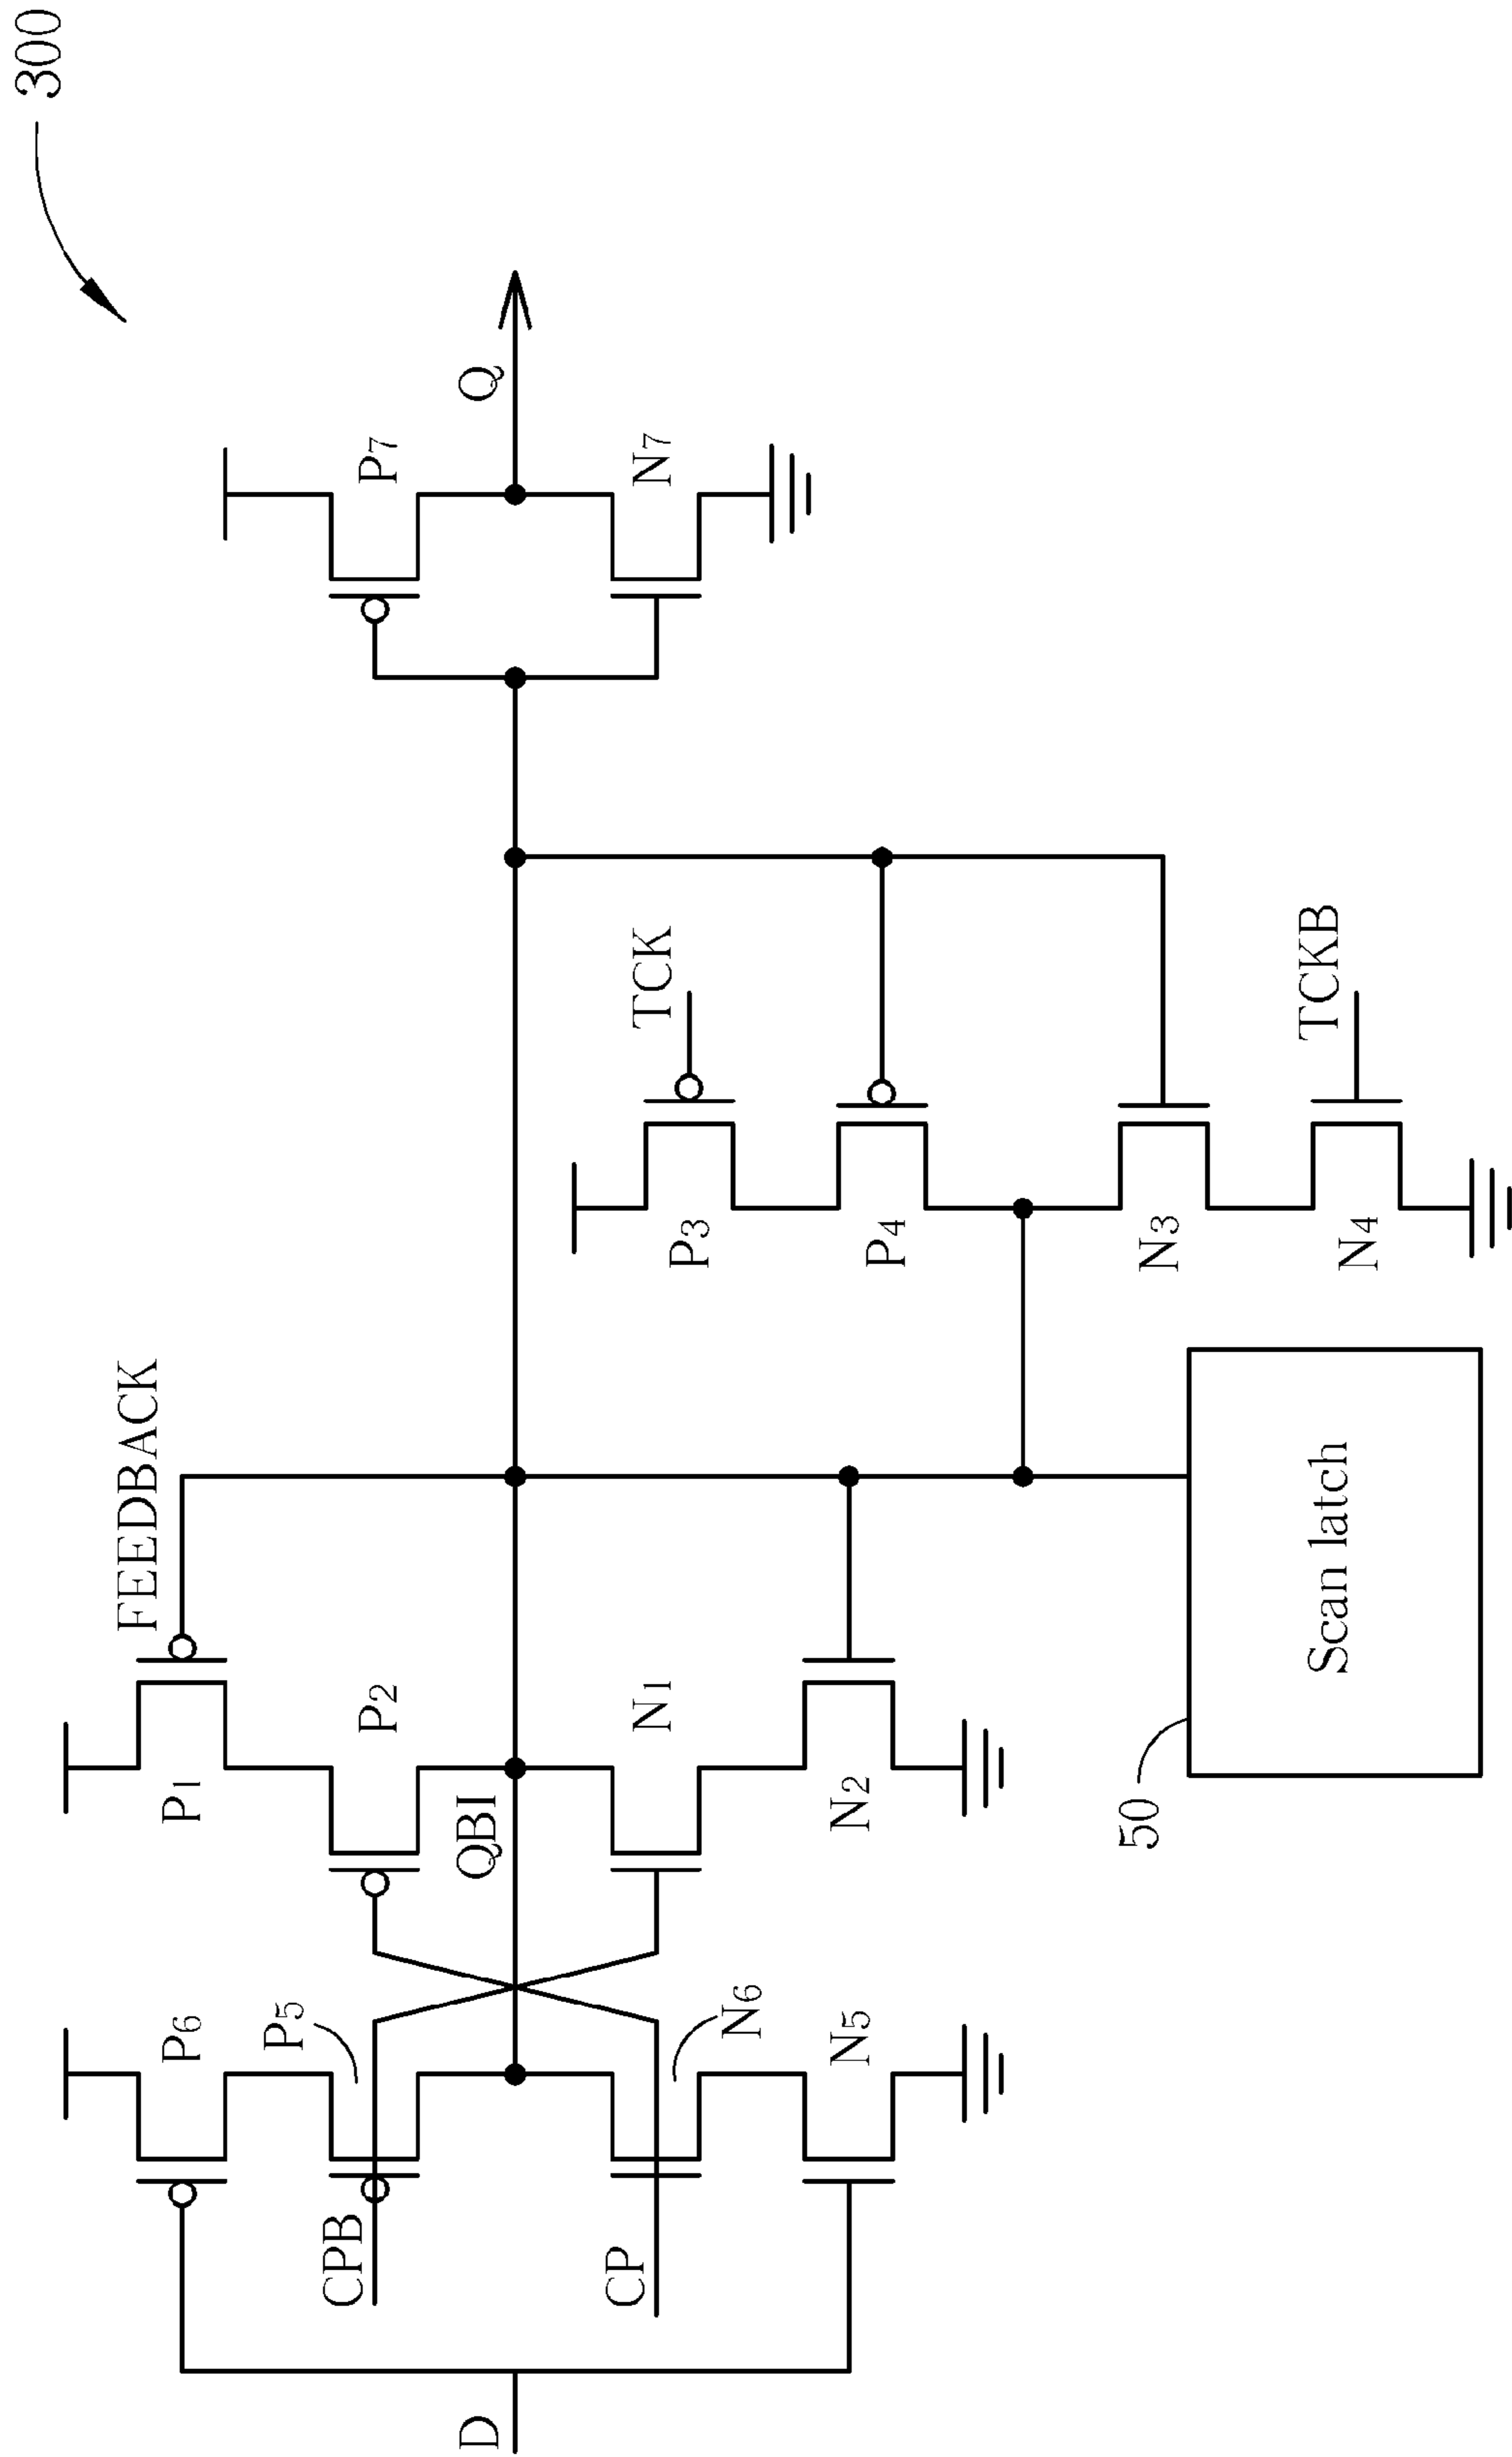 300
FEEDBACK
P6
P1
P5
P2
P7
CPB
QBI
Q
D
CP
N6
N1
TCK
N7
P3
N5
N2
P4
50
Scan latch
N3
N4
TCKB